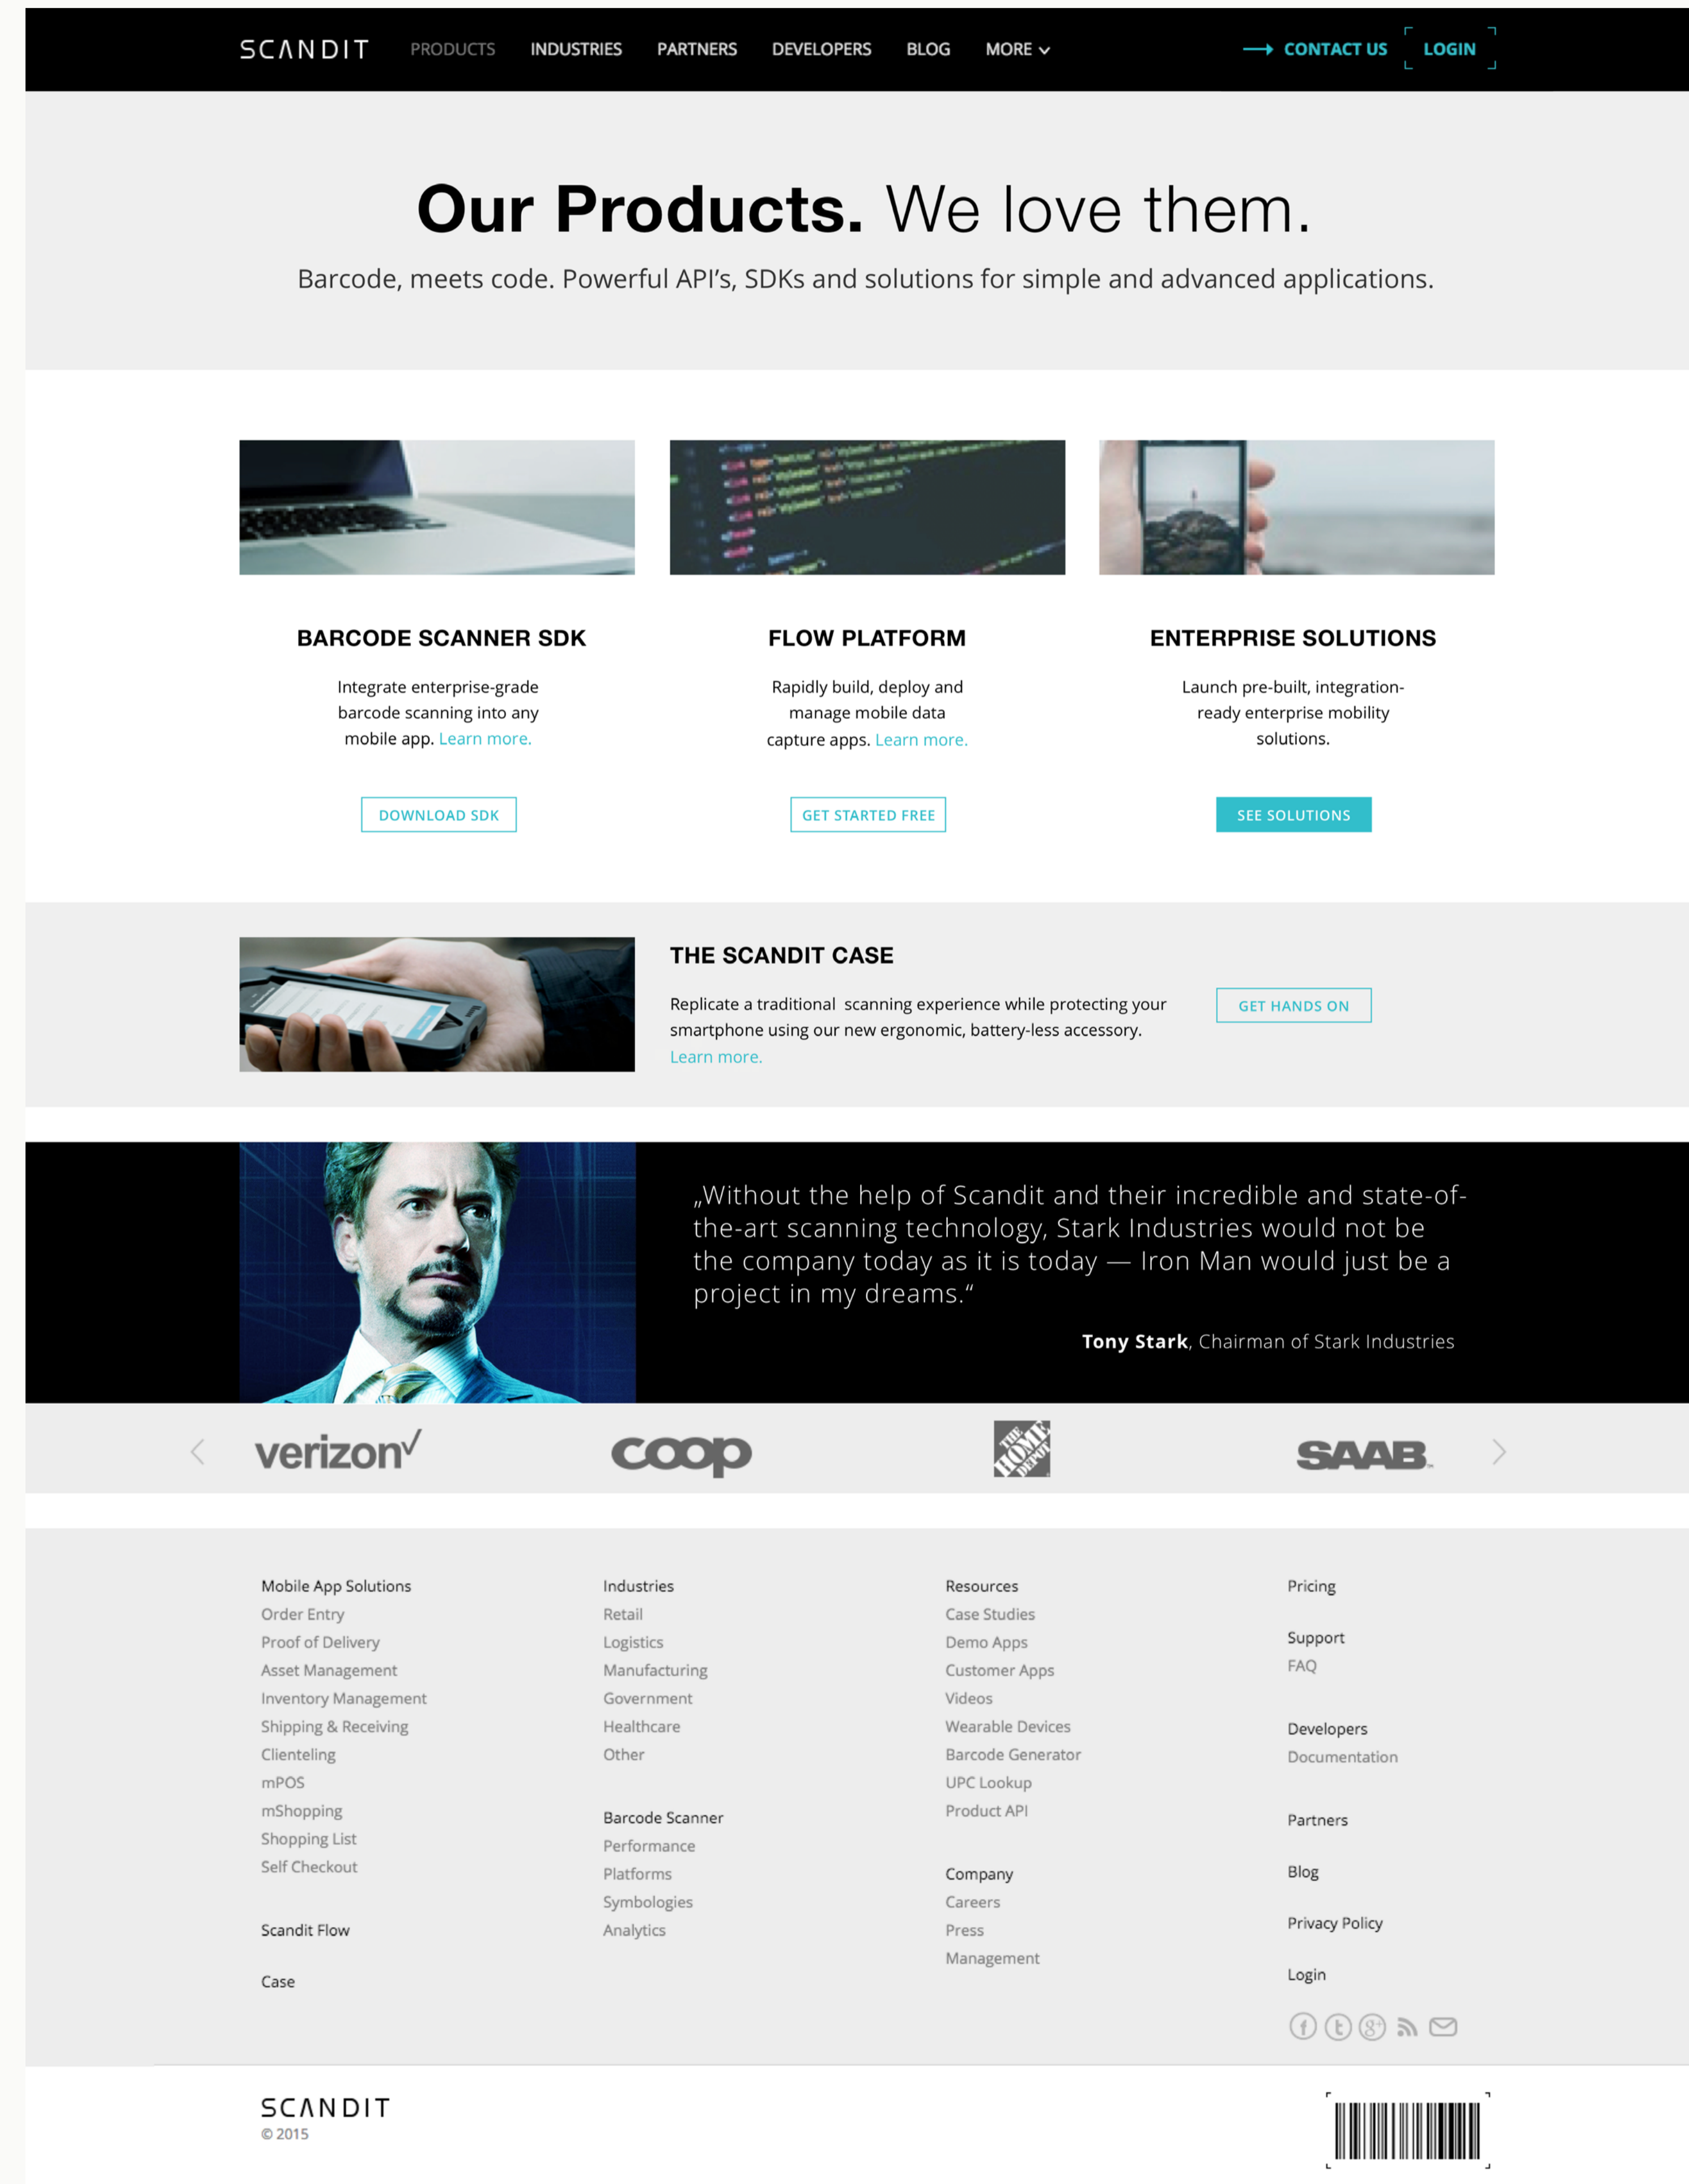 SCANDIT PRODUCTS INDUSTRIES PARTNERS DEVELOPERS BLOG MORE CONTACT US LOGIN
Our Products. We love them.
Barcode, meets code. Powerful API’s, SDKs and solutions for simple and advanced applications.
BARCODE SCANNER SDK
Integrate enterprise-grade
barcode scanning into any
mobile app. Learn more.
DOWNLOAD SDK
FLOW PLATFORM
Rapidly build, deploy and
manage mobile data
capture apps. Learn more.
GET STARTED FREE
ENTERPRISE SOLUTIONS
Launch pre-built, integration-
ready enterprise mobility
solutions.
SEE SOLUTIONS
THE SCANDIT CASE
Replicate a traditional  scanning experience while protecting your
smartphone using our new ergonomic, battery-less accessory.
Learn more.
GET HANDS ON
„Without the help of Scandit and their incredible and state-of-
the-art scanning technology, Stark Industries would not be
the company today as it is today — Iron Man would just be a
project in my dreams.“
Tony Stark, Chairman of Stark Industries
verizon
coop
THE HOME DEPOT
SAAB
Mobile App Solutions
Order Entry
Proof of Delivery
Asset Management
Inventory Management
Shipping & Receiving
Clienteling
mPOS
mShopping
Shopping List
Self Checkout
Scandit Flow
Case
Industries
Retail
Logistics
Manufacturing
Government
Healthcare
Other
Barcode Scanner
Performance
Platforms
Symbologies
Analytics
Resources
Case Studies
Demo Apps
Customer Apps
Videos
Wearable Devices
Barcode Generator
UPC Lookup
Product API
Company
Careers
Press
Management
Pricing
Support
FAQ
Developers
Documentation
Partners
Blog
Privacy Policy
Login
SCANDIT
© 2015